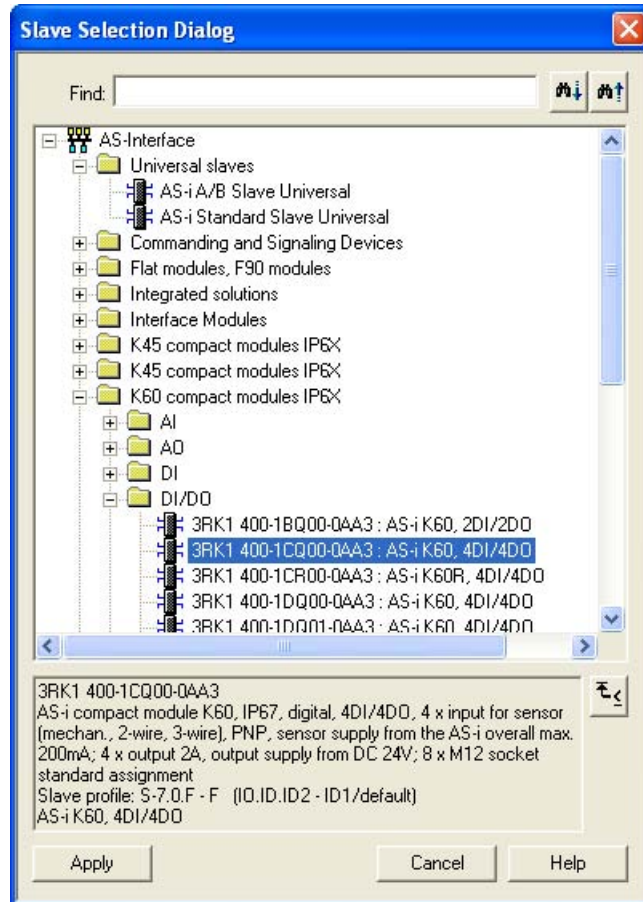 Slave Selection Dialog
Find:
AS-Interface
Universal slaves
AS-i A/B Slave Universal
AS-i Standard Slave Universal
Commanding and Signaling Devices
Flat modules, F90 modules
Integrated solutions
Interface Modules
K45 compact modules IP6X
K45 compact modules IP6X
K60 compact modules IP6X
AI
AO
DI
DI/DO
3RK1 400-1BQ00-0AA3 : AS-i K60, 2DI/2DO
3RK1 400-1CQ00-0AA3 : AS-i K60, 4DI/4DO
3RK1 400-1CR00-0AA3 : AS-i K60R, 4DI/4DO
3RK1 400-1DQ00-0AA3 : AS-i K60, 4DI/4DO
3RK1 400-1DQ01-0AA3 : AS-i K60, 4DI/4DO
3RK1 400-1CQ00-0AA3
AS-i compact module K60, IP67, digital, 4DI/4DO, 4 x input for sensor
(mechan., 2-wire, 3-wire), PNP, sensor supply from the AS-i overall max.
200mA; 4 x output 2A, output supply from DC 24V; 8 x M12 socket
standard assignment
Slave profile: S-7.0.F - F (IO.ID.ID2 - ID1/default)
AS-i K60, 4DI/4DO
Apply
Cancel
Help